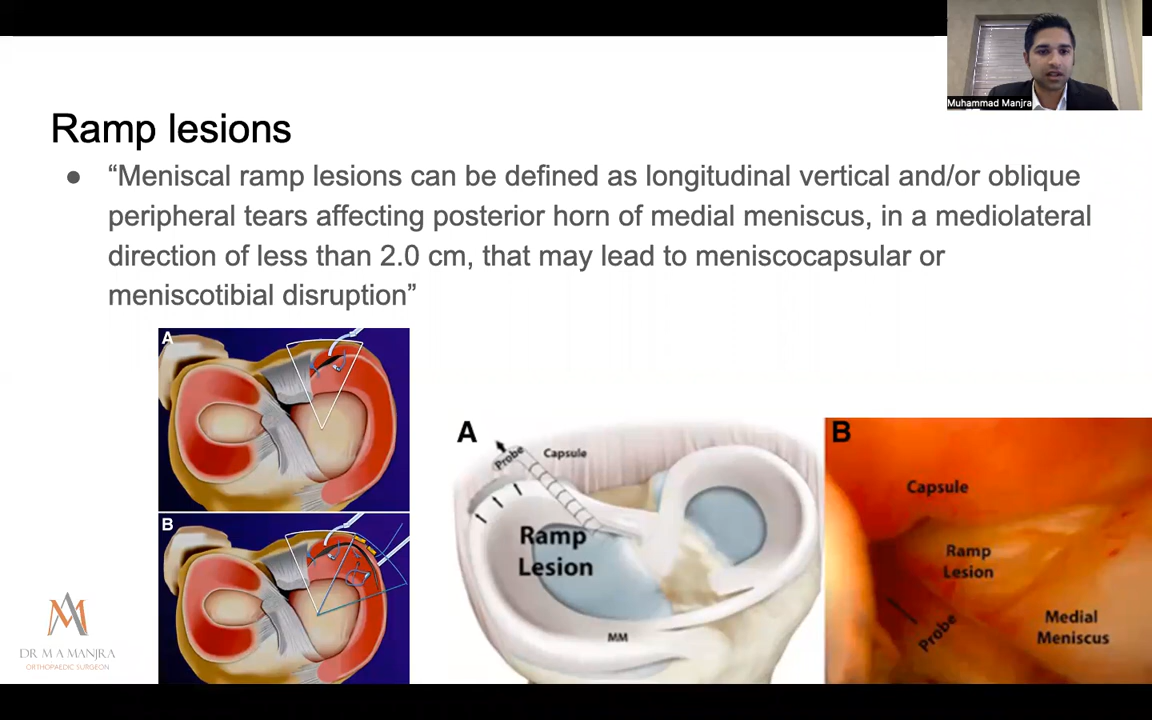 Muhammad Manjra
Ramp lesions
● “Meniscal ramp lesions can be defined as longitudinal vertical and/or oblique
peripheral tears affecting posterior horn of medial meniscus, in a mediolateral
direction of less than 2.0 cm, that may lead to meniscocapsular or
meniscotibial disruption”
A
B
A
Probe
Capsule
Ramp
Lesion
MM
B
Capsule
Ramp
Lesion
Probe
Medial
Meniscus
DR M A MANJRA
ORTHOPAEDIC SURGEON